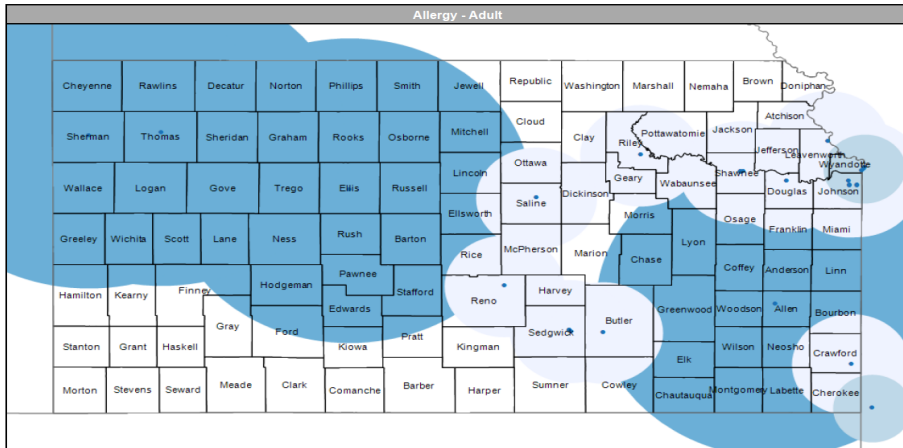 Allergy - Adult
Cheyenne Rawlins Decatur Norton Phillips Smith Jewell Republic Washington Marshall Nemaha Brown Doniphan
Cloud Atchison
Sherman Thomas Sheridan Graham Rooks Osborne Mitchell Clay Riley Pottawatomie Jackson Jefferson Leavenworth
Ottawa Wyandotte
Wallace Logan Gove Trego Ellis Russell Lincoln Saline Dickinson Geary Wabaunsee Shawnee Douglas Johnson
Ellsworth Morris Osage Franklin Miami
Greeley Wichita Scott Lane Ness Rush Barton Rice McPherson Marion Chase Lyon
Pawnee Coffey Anderson Linn
Hamilton Kearny Finney Hodgeman Stafford Reno Harvey
Edwards Greenwood Woodson Allen Bourbon
Gray Ford Pratt Sedgwick Butler
Stanton Grant Haskell Kiowa Kingman Elk Wilson Neosho Crawford
Morton Stevens Seward Meade Clark Comanche Barber Harper Sumner Cowley Chautauqua Montgomery Labette Cherokee